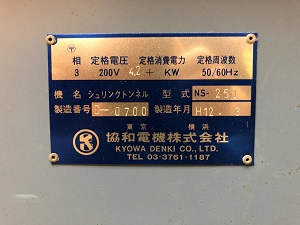 〒
相 定格電圧 定格消費電力 定格周波数
3 200V 4.2+ KW 50/60Hz
機名 シュリンクトンネル 型式 NS-250
製造番号 D-0700 製造年月 H12.3
東京 横浜
協和電機株式会社
KYOWA DENKI CO., LTD.
TEL 03-3761-1187